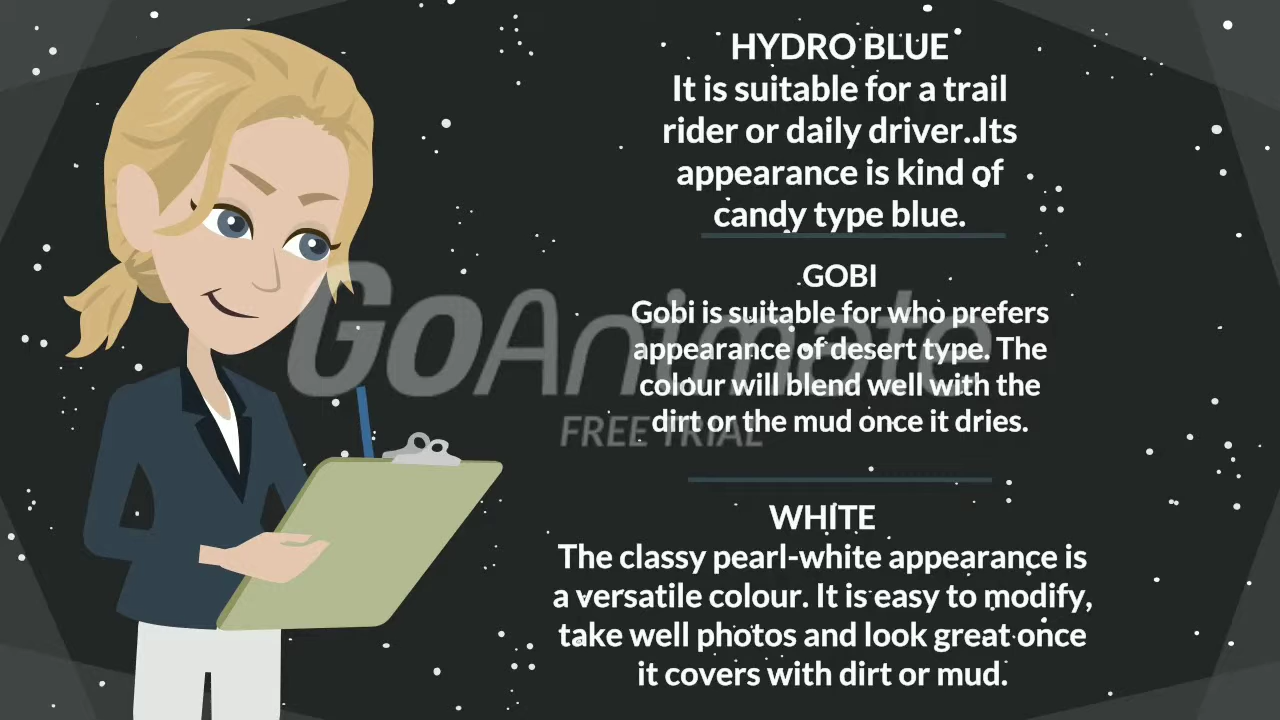 HYDRO BLUE
It is suitable for a trail
rider or daily driver..Its
appearance is kind of
candy type blue.
GOBI
Gobi is suitable for who prefers
appearance of desert type. The
colour will blend well with the
dirt or the mud once it dries.
GoAnimate
FREE TRIAL
WHITE
The classy pearl-white appearance is
a versatile colour. It is easy to modify,
take well photos and look great once
it covers with dirt or mud.